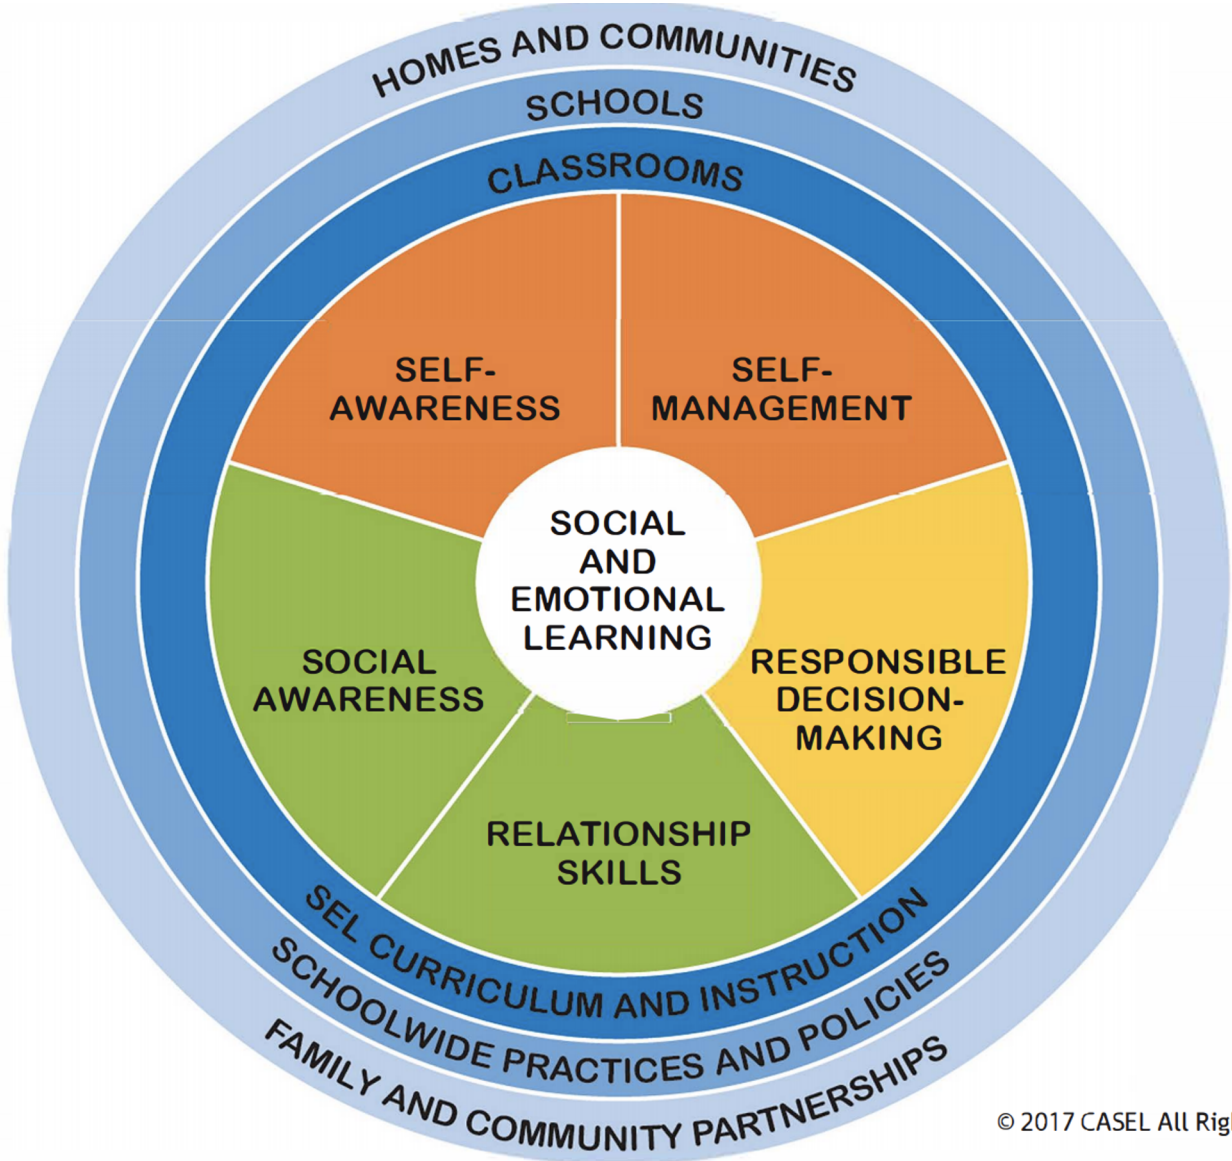 HOMES AND COMMUNITIES
SCHOOLS
CLASSROOMS
SELF-
AWARENESS
SELF-
MANAGEMENT
SOCIAL
AND
EMOTIONAL
LEARNING
SOCIAL
AWARENESS
RESPONSIBLE
DECISION-
MAKING
RELATIONSHIP
SKILLS
SEL CURRICULUM AND INSTRUCTION
SCHOOLWIDE PRACTICES AND POLICIES
FAMILY AND COMMUNITY PARTNERSHIPS
© 2017 CASEL All